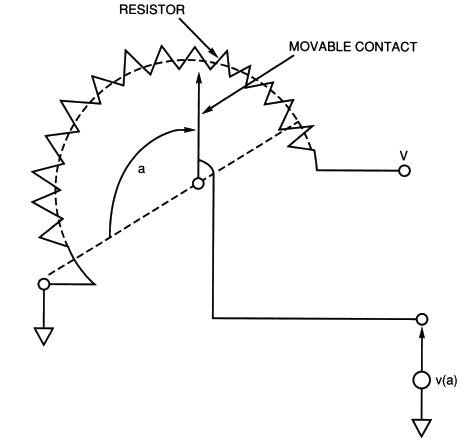 RESISTOR
MOVABLE CONTACT
V
a
v(a)